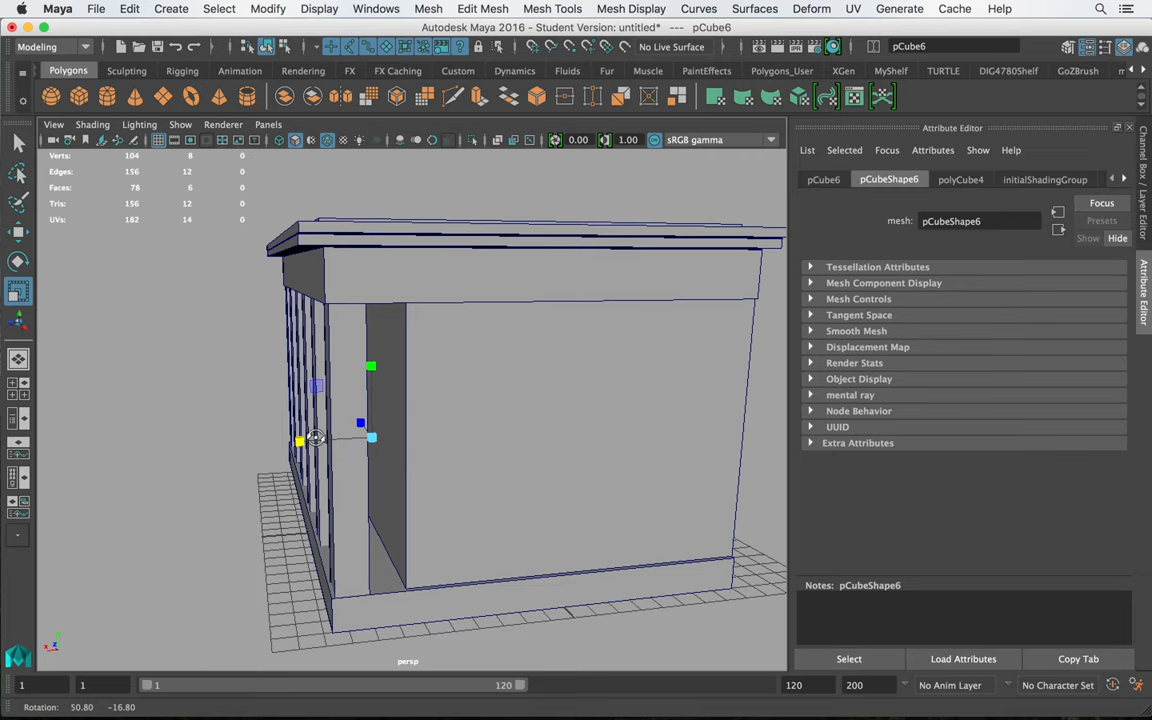 Maya File Edit Create Select Modify Display Windows Mesh Edit Mesh Mesh Tools Mesh Display Curves Surfaces Deform UV Generate Cache Help
Autodesk Maya 2016 - Student Version: untitled* --- pCube6
Modeling
No Live Surface
pCube6
Polygons Sculpting Rigging Animation Rendering FX FX Caching Custom Dynamics Fluids Fur Muscle PaintEffects Polygons_User XGen MyShelf TURTLE DIG4780Shelf GoZBrush
View Shading Lighting Show Renderer Panels
0.00 1.00 sRGB gamma
Verts: 104 8 0
Edges: 156 12 0
Faces: 78 6 0
Tris: 156 12 0
UVs: 182 14 0
persp
Attribute Editor
List Selected Focus Attributes Show Help
pCube6 pCubeShape6 polyCube4 initialShadingGroup
Focus
Presets
mesh: pCubeShape6
Show Hide
Tessellation Attributes
Mesh Component Display
Mesh Controls
Tangent Space
Smooth Mesh
Displacement Map
Render Stats
Object Display
mental ray
Node Behavior
UUID
Extra Attributes
Notes: pCubeShape6
Select Load Attributes Copy Tab
Channel Box / Layer Editor
Attribute Editor
1 1 1 120 120 200 No Anim Layer No Character Set
Rotation: 50.80 -16.80